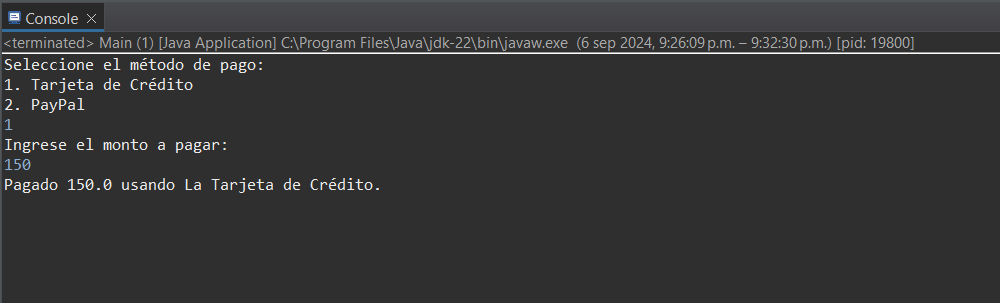 Console
<terminated> Main (1) [Java Application] C:\Program Files\Java\jdk-22\bin\javaw.exe (6 sep 2024, 9:26:09 p.m. – 9:32:30 p.m.) [pid: 19800]
Seleccione el método de pago:
1. Tarjeta de Crédito
2. PayPal
1
Ingrese el monto a pagar:
150
Pagado 150.0 usando La Tarjeta de Crédito.